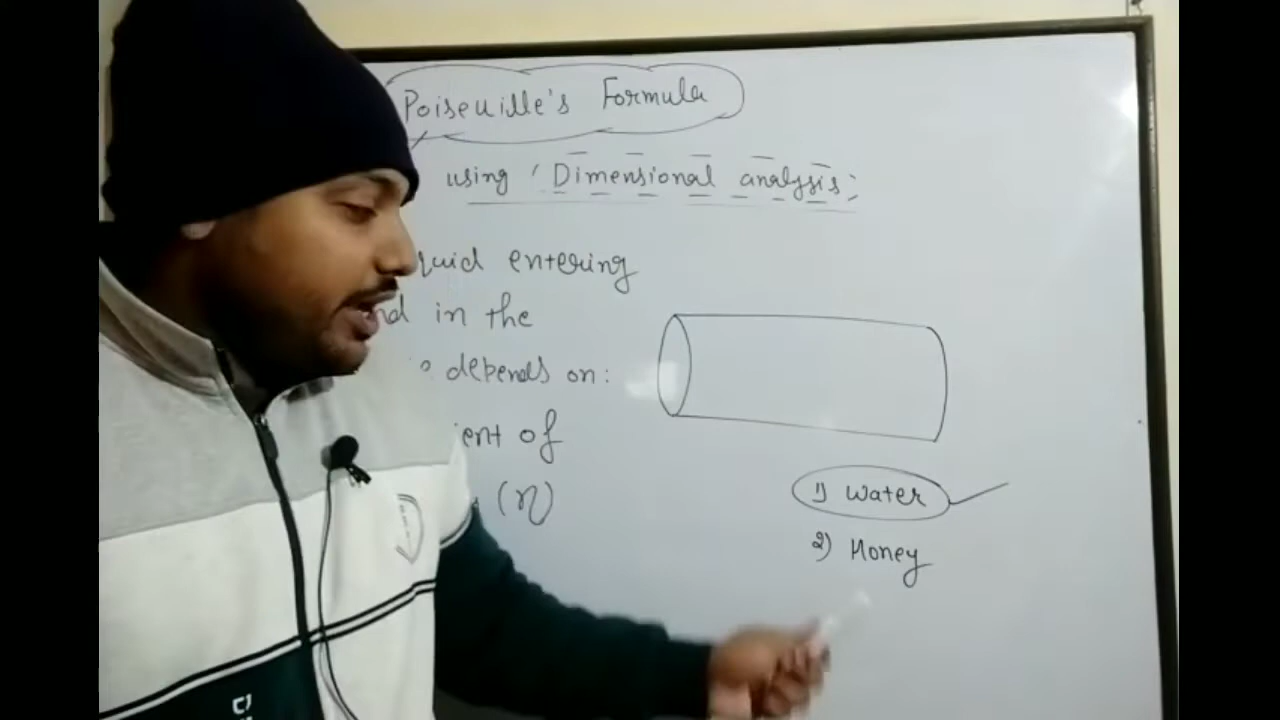 Poiseuille's Formula
using 'Dimensional analysis'
quid entering
nd in the
depends on:
ient of
(η)
1) Water
2) Honey